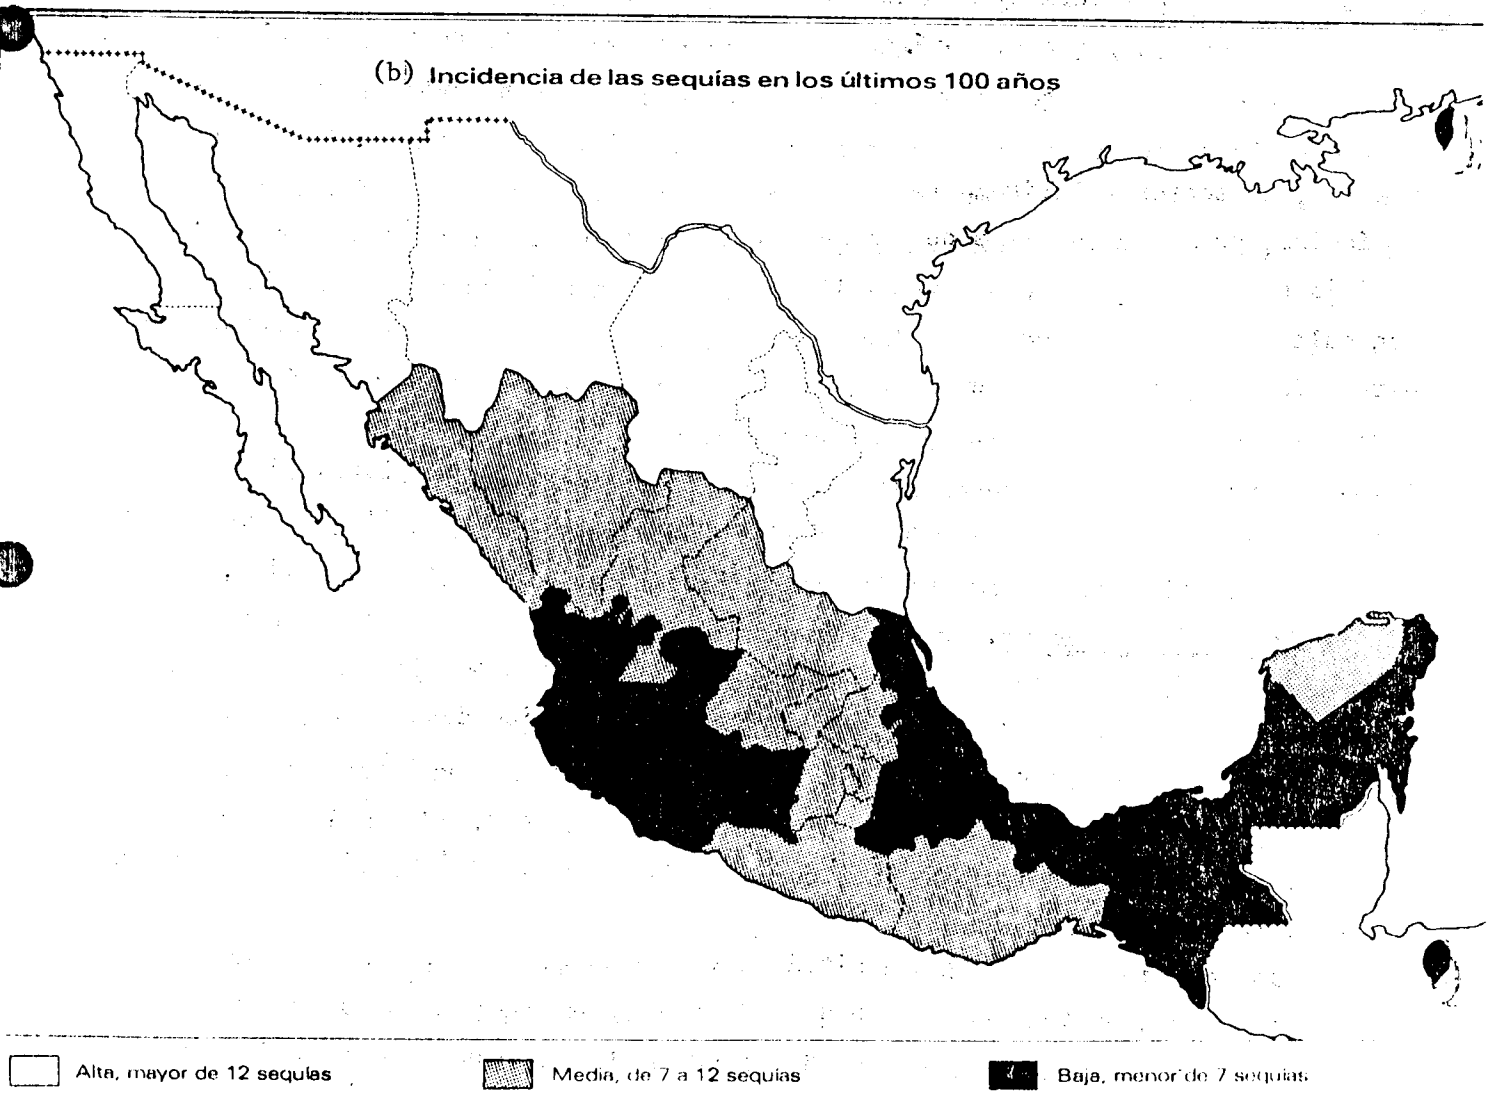 (b) Incidencia de las sequías en los últimos 100 años
Alta, mayor de 12 sequías
Media, de 7 a 12 sequías
Baja, menor de 7 sequías